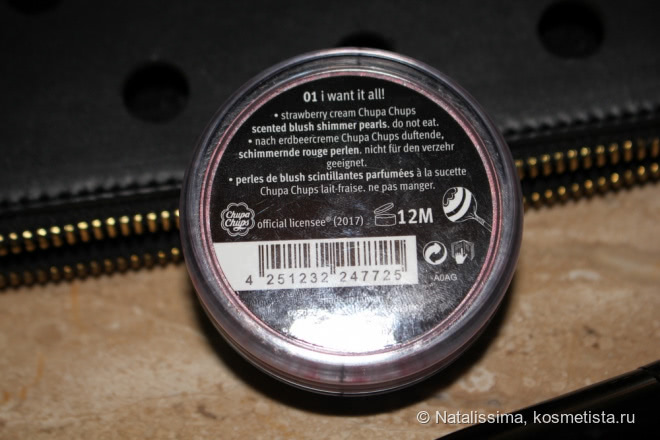 01 i want it all!
• strawberry cream Chupa Chups
scented blush shimmer pearls. do not eat.
• nach erdbeercreme Chupa Chups duftende,
schimmernde rouge perlen. nicht für den verzehr
geeignet.
• perles de blush scintillantes parfumées à la sucette
Chupa Chups lait-fraise. ne pas manger.
Chupa
Chups
official licensee® (2017)
12M
4 251232 247725
A0AG
© Natalissima, kosmetista.ru